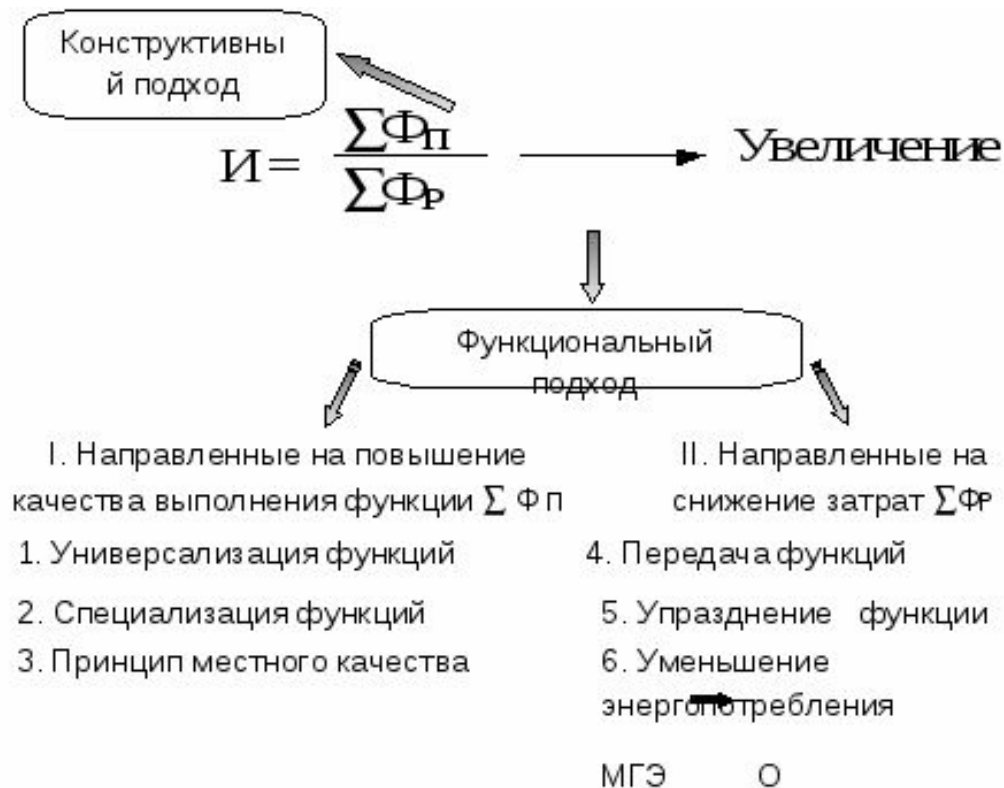 Конструктивны
й подход
И = ∑Фп
∑Фр
Увеличение
Функциональный
подход
I. Направленные на повышение
качества выполнения функции ∑ Ф п
1. Универсализация функций
2. Специализация функций
3. Принцип местного качества
II. Направленные на
снижение затрат ∑Фр
4. Передача функций
5. Упразднение функции
6. Уменьшение
энергопотребления
МГЭ О